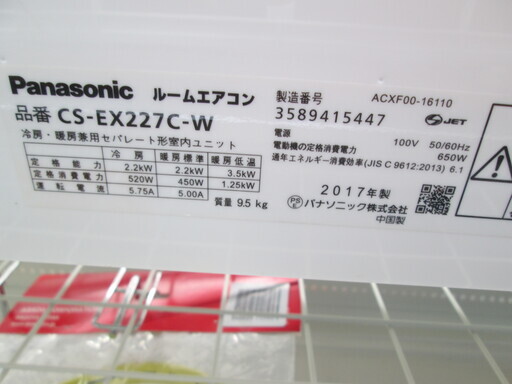 Panasonic ルームエアコン
品番 CS-EX227C-W
冷房・暖房兼用セパレート形室内ユニット
冷房 暖房標準 暖房低温
定格能力 2.2kW 2.2kW 3.5kW
定格消費電力 520W 450W 1.25kW
運転電流 5.75A 5.00A
質量 9.5 kg
製造番号 ACXF00-16110
3589415447 JET
電源 100V 50/60Hz
電動機の定格消費電力 650W
通年エネルギー消費効率(JIS C 9612:2013) 6.1
2017年製
PS E パナソニック株式会社
中国製